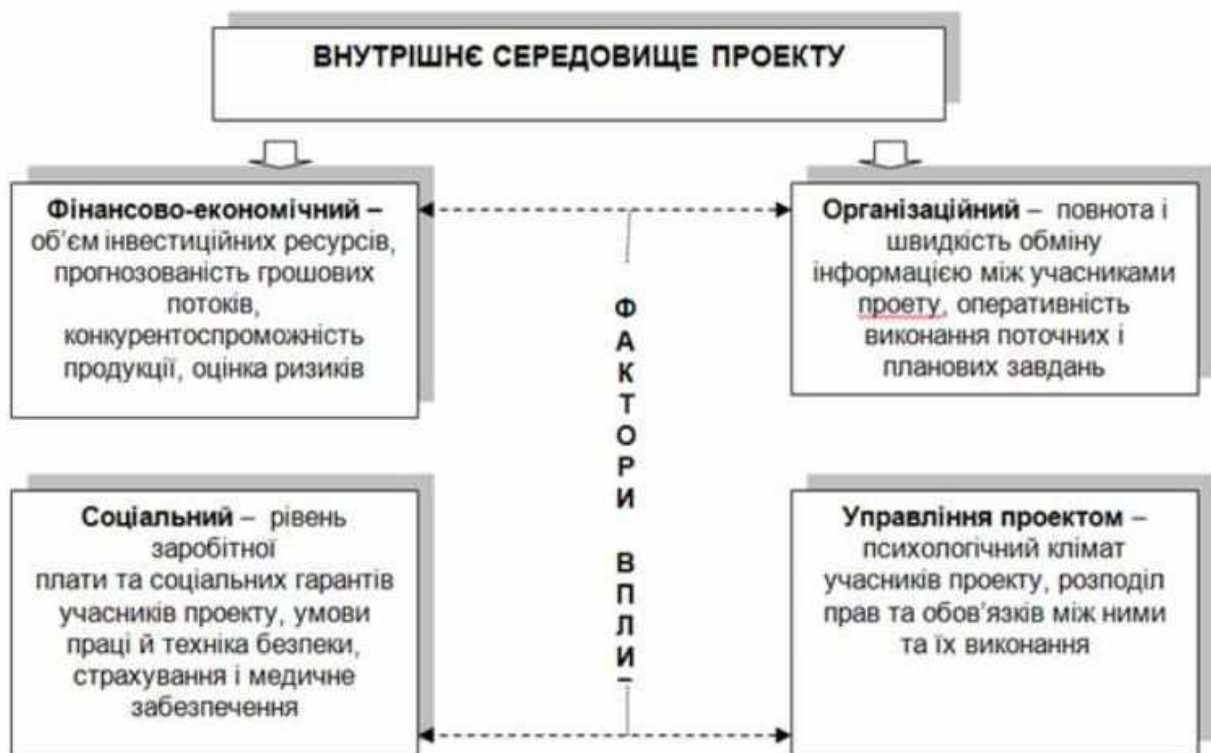 ВНУТРІШНЄ СЕРЕДОВИЩЕ ПРОЕКТУ
Фінансово-економічний –
об’єм інвестиційних ресурсів,
прогнозованість грошових
потоків,
конкурентоспроможність
продукції, оцінка ризиків
Організаційний – повнота і
швидкість обміну
інформацією між учасниками
проету, оперативність
виконання поточних і
планових завдань
ФАКТОРИ ВПЛИ
Соціальний – рівень
заробітної
плати та соціальних гарантів
учасників проекту, умови
праці й техніка безпеки,
страхування і медичне
забезпечення
Управління проектом –
психологічний клімат
учасників проекту, розподіл
прав та обов’язків між ними
та їх виконання